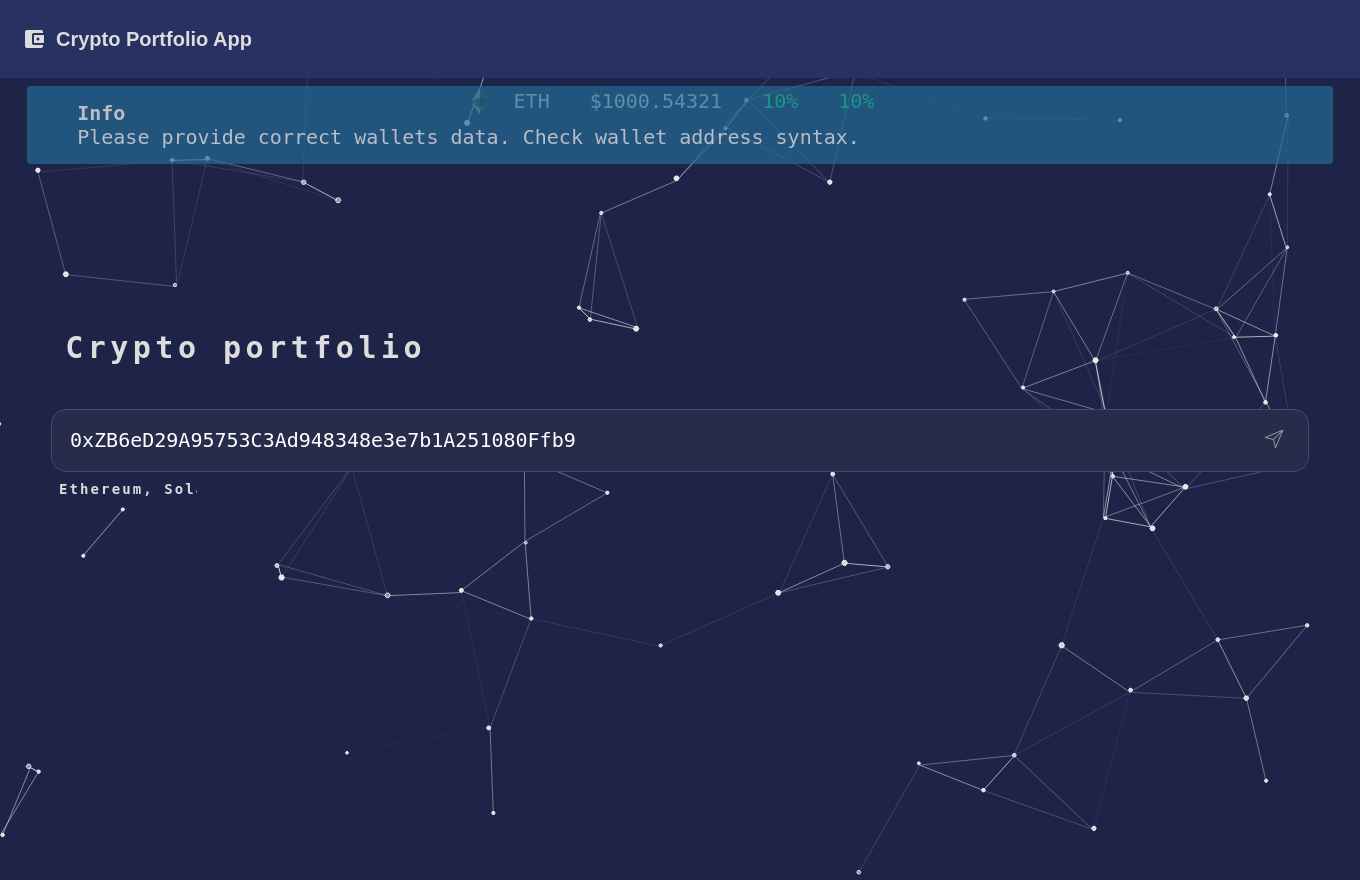 Crypto Portfolio App
ETH $1000.54321 10% 10%
Info
Please provide correct wallets data. Check wallet address syntax.
Crypto portfolio
0xZB6eD29A95753C3Ad948348e3e7b1A251080Ffb9
Ethereum, Sol